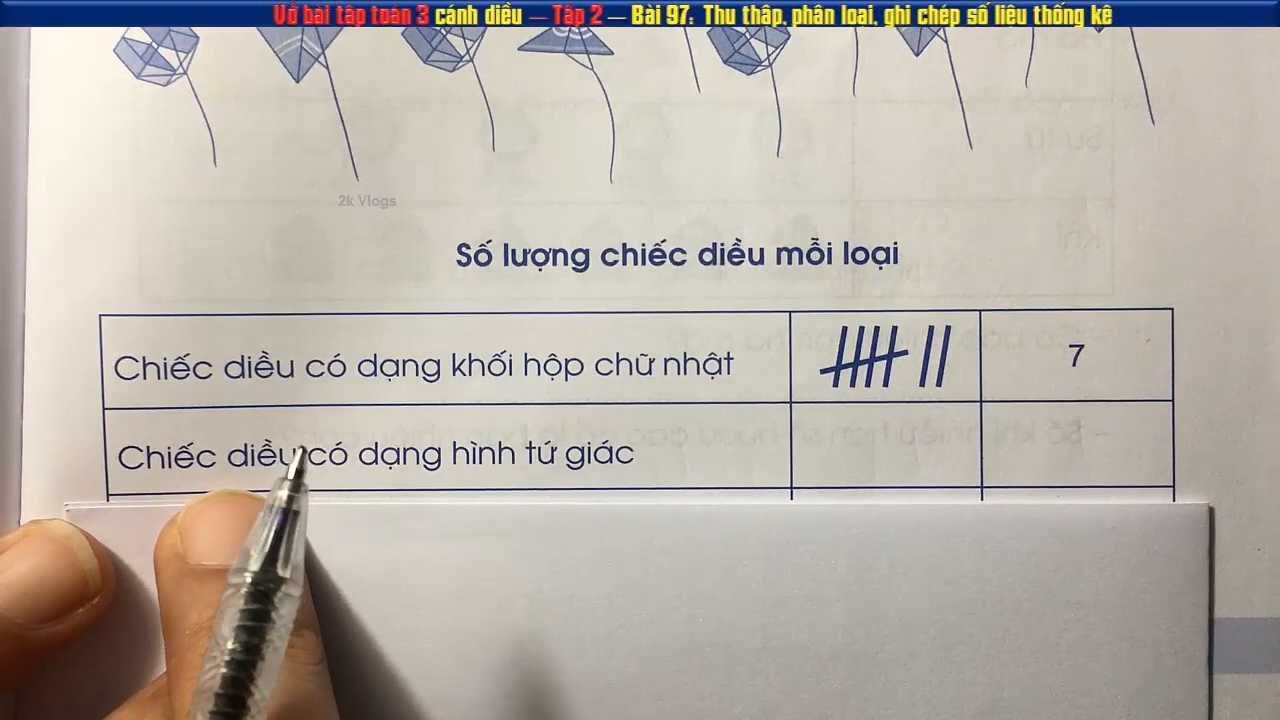 Vở bài tập toán 3 cánh diều – Tập 2 – Bài 97: Thu thập, phân loại, ghi chép số liệu thống kê
2k Vlogs
Số lượng chiếc diều mỗi loại
Chiếc diều có dạng khối hộp chữ nhật 7
Chiếc diều có dạng hình tứ giác